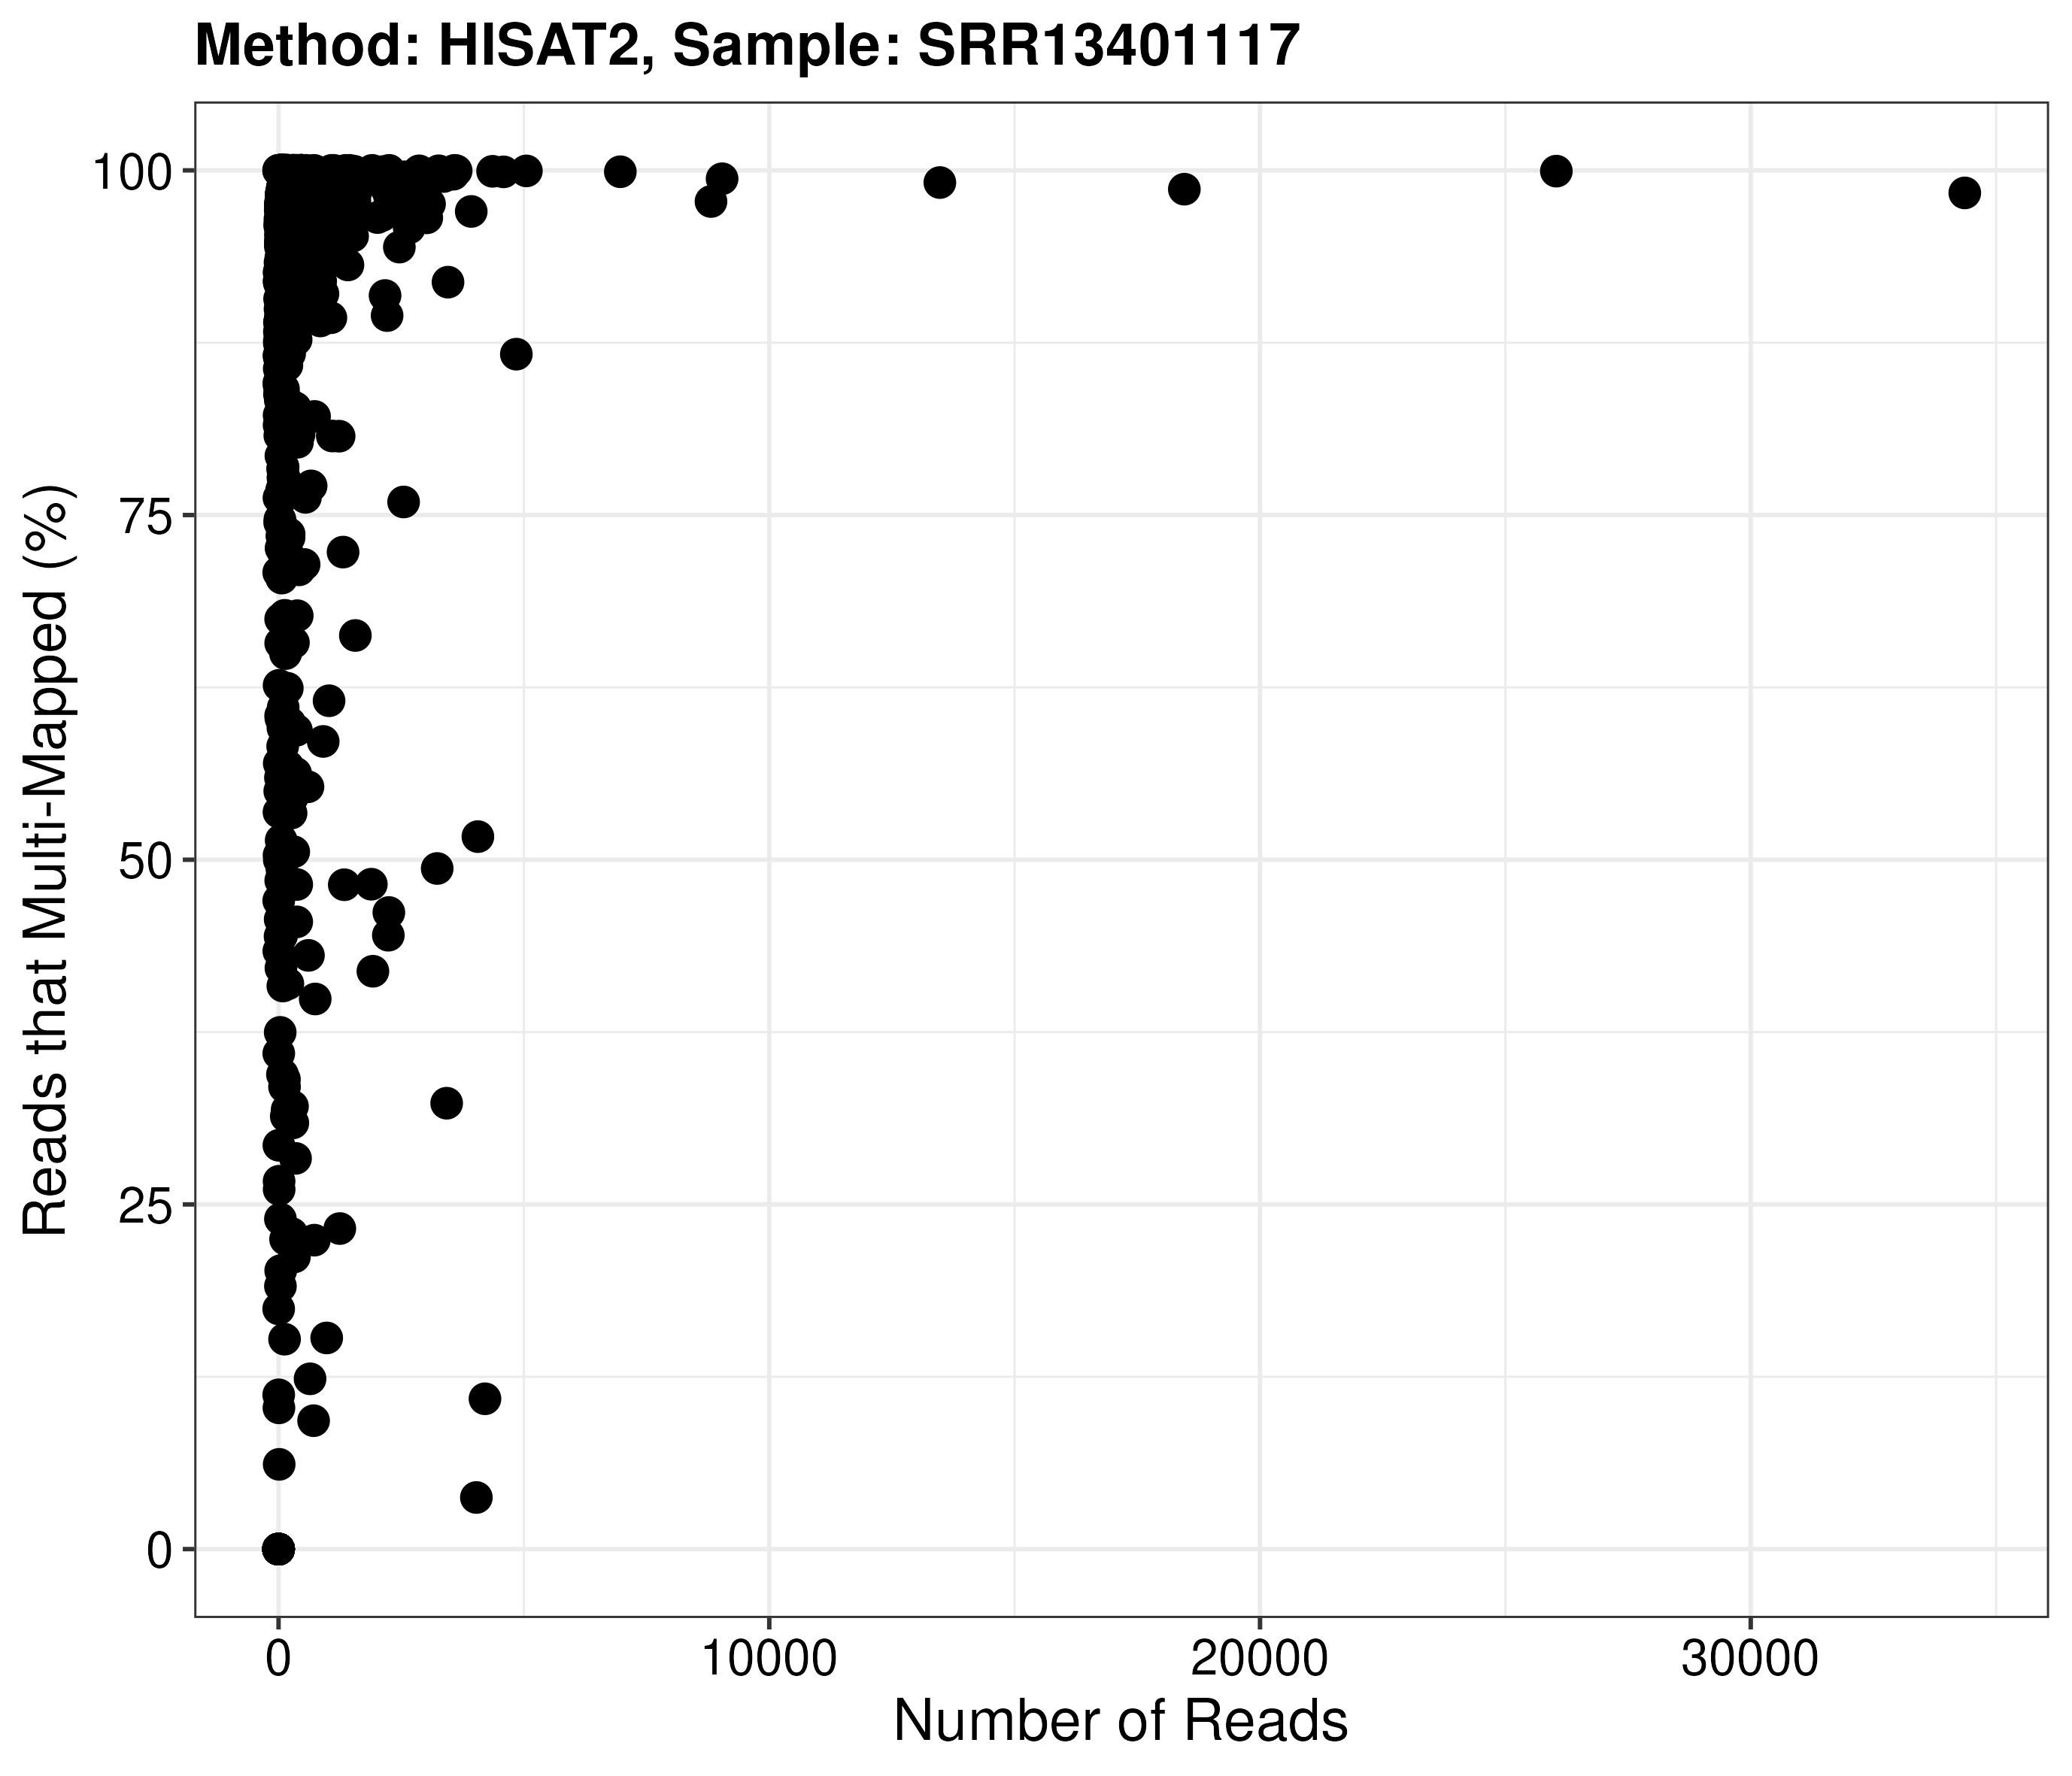 Method: HISAT2, Sample: SRR13401117
Reads that Multi-Mapped (%)
100
75
50
25
0
0 10000 20000 30000
Number of Reads